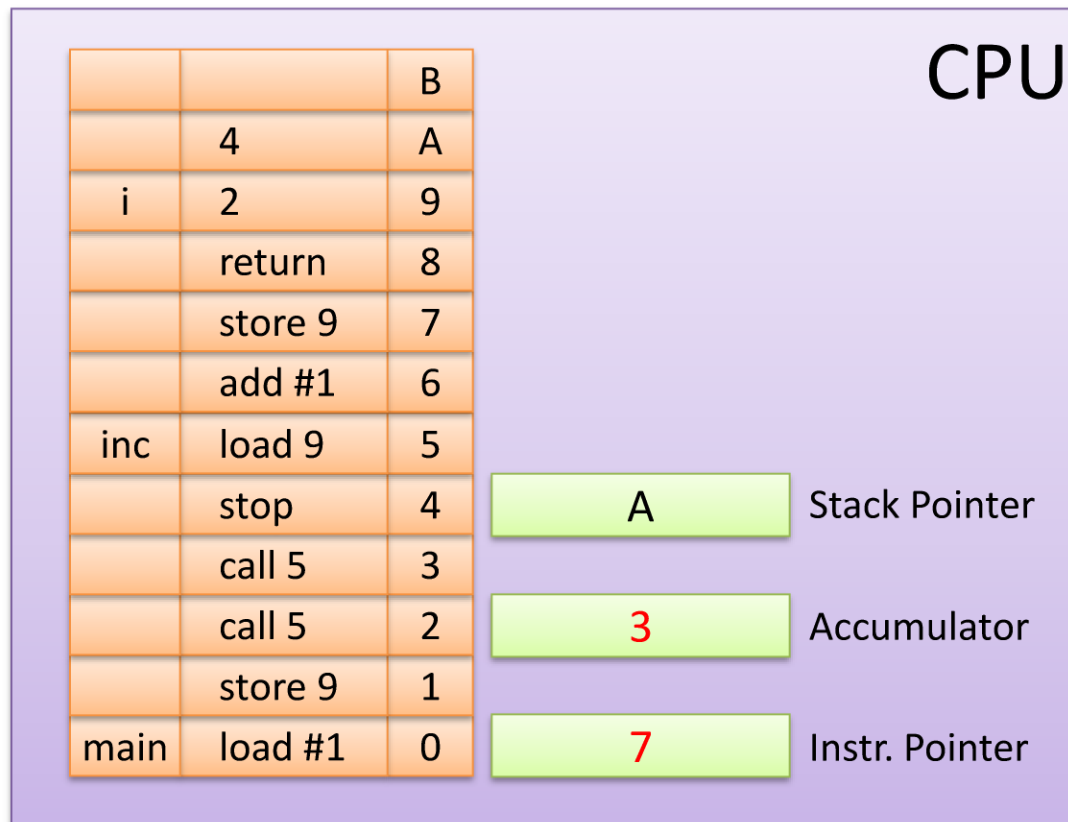 CPU
B
4 A
i 2 9
return 8
store 9 7
add #1 6
inc load 9 5
stop 4 A Stack Pointer
call 5 3
call 5 2 3 Accumulator
store 9 1
main load #1 0 7 Instr. Pointer